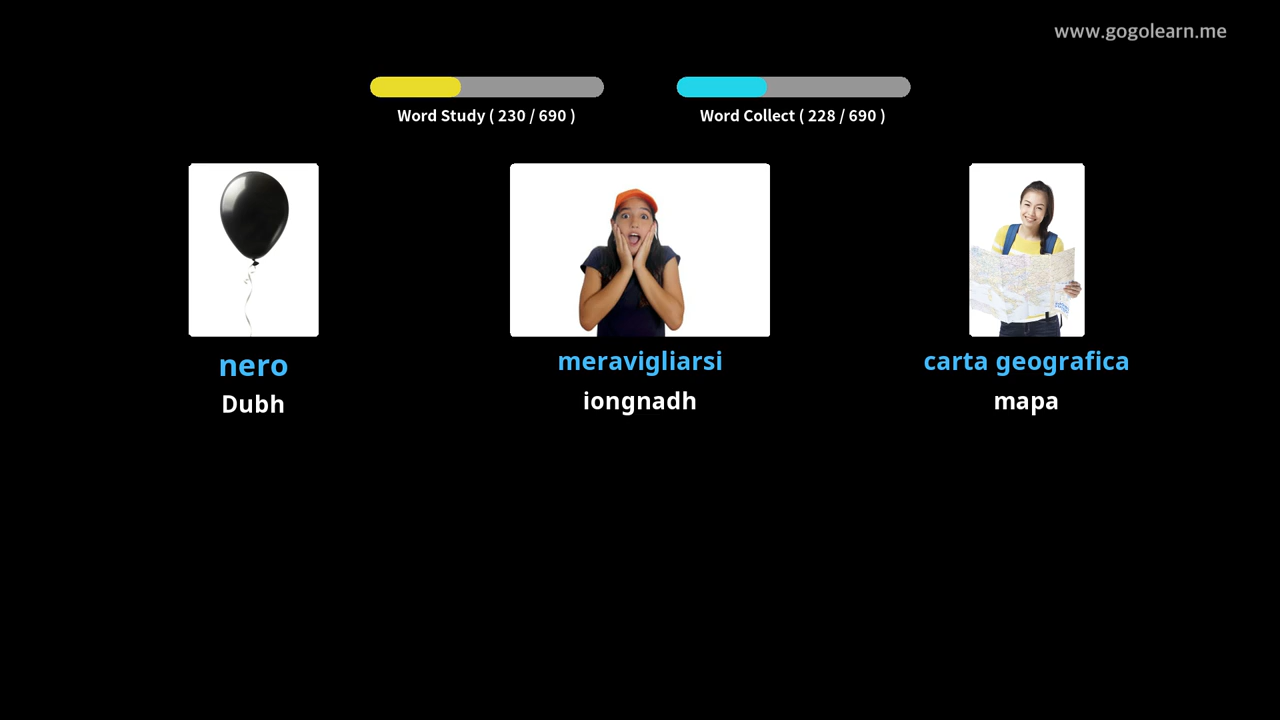 www.gogolearn.me
Word Study ( 230 / 690 )
Word Collect ( 228 / 690 )
nero
Dubh
meravigliarsi
iongnadh
carta geografica
mapa